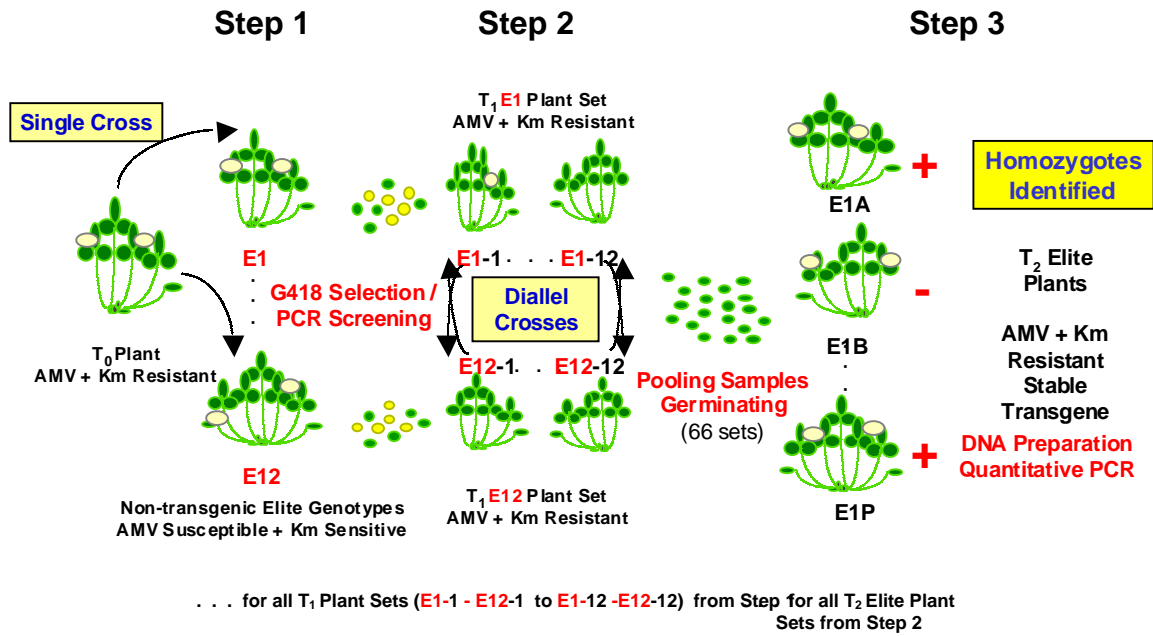 Step 1
Step 2
Step 3
Single Cross
T0 Plant
AMV + Km Resistant
E1
.
.
.
G418 Selection /
PCR Screening
E12
Non-transgenic Elite Genotypes
AMV Susceptible + Km Sensitive
T1 E1 Plant Set
AMV + Km Resistant
E1-1 . . . E1-12
Diallel
Crosses
E12-1 . . E12-12
T1 E12 Plant Set
AMV + Km Resistant
Pooling Samples
Germinating
(66 sets)
E1A
+
E1B
-
.
.
.
E1P
+
Homozygotes
Identified
T2 Elite
Plants
AMV + Km
Resistant
Stable
Transgene
DNA Preparation
Quantitative PCR
. . . for all T1 Plant Sets (E1-1 - E12-1 to E1-12 -E12-12) from Step 1 for all T2 Elite Plant
Sets from Step 2